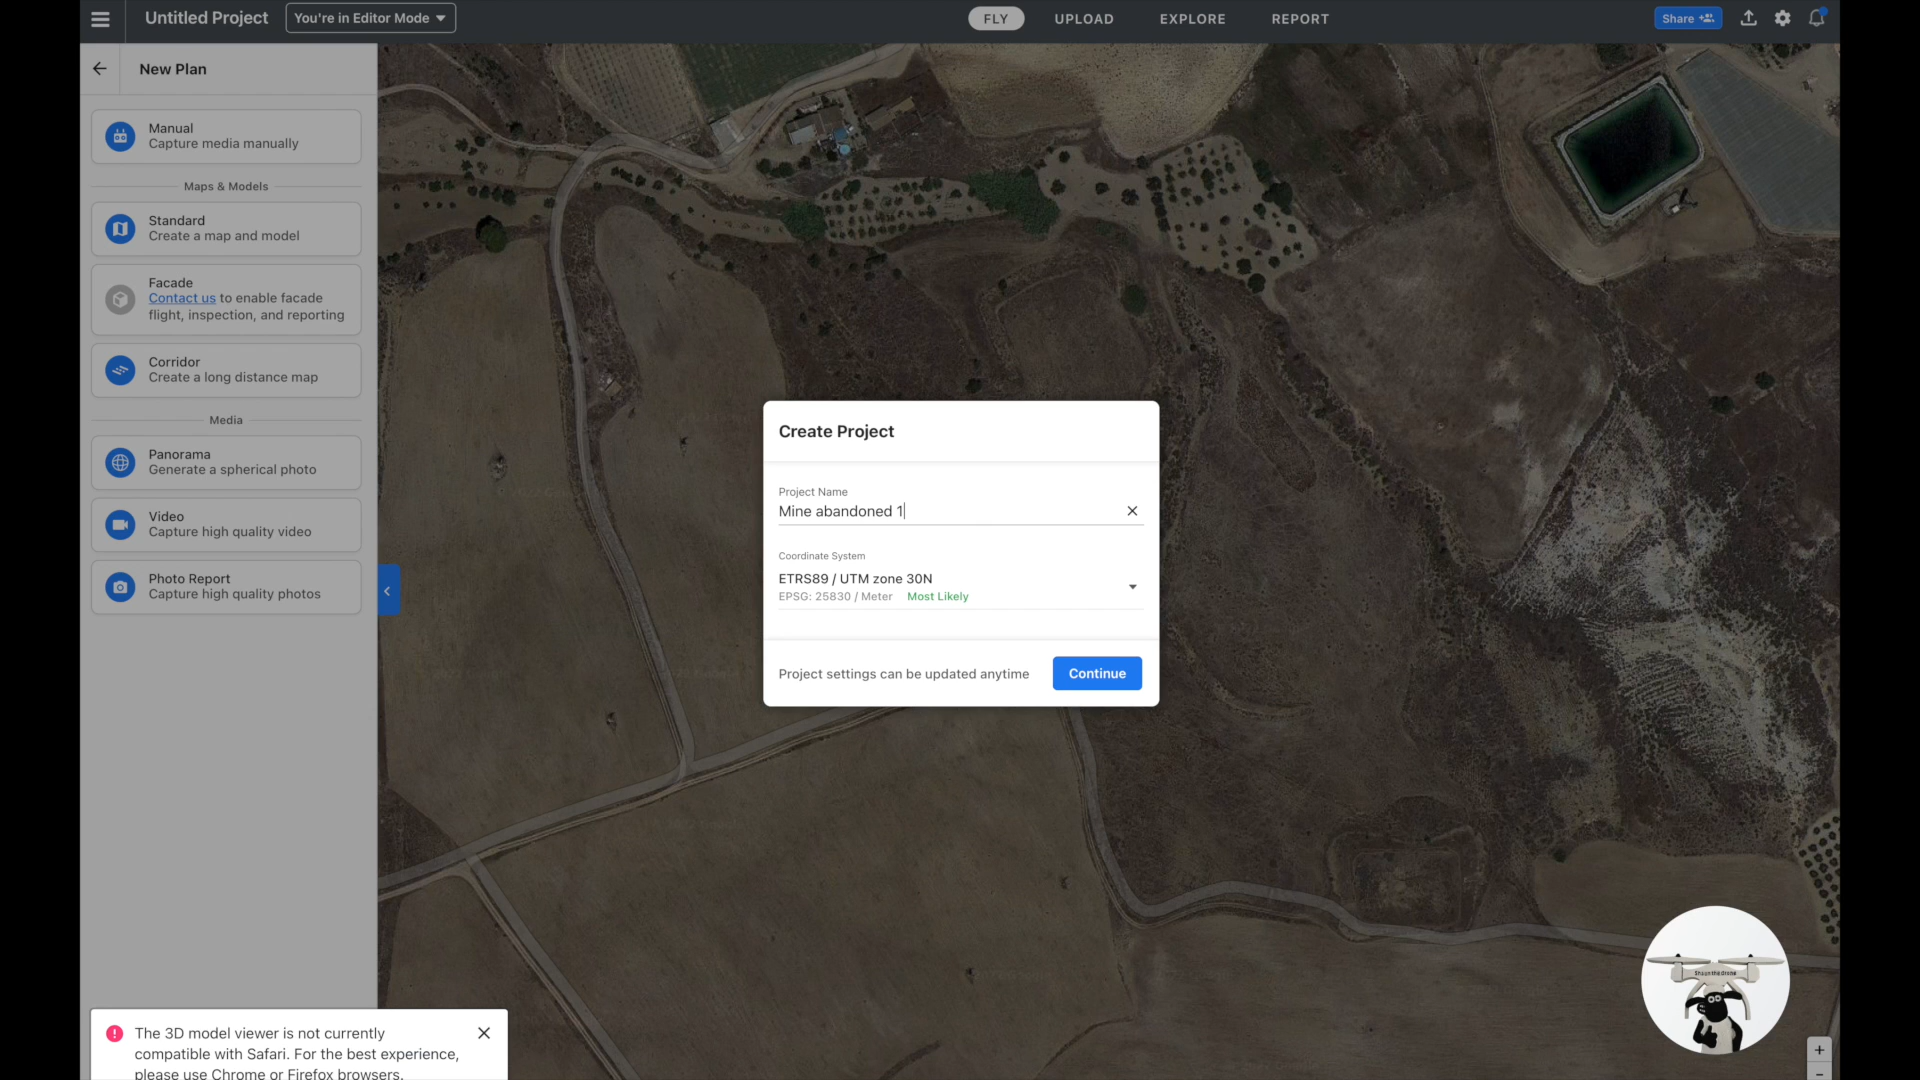 Untitled Project
You're in Editor Mode
FLY
UPLOAD
EXPLORE
REPORT
Share
New Plan
Manual
Capture media manually
Maps & Models
Standard
Create a map and model
Facade
Contact us to enable facade
flight, inspection, and reporting
Corridor
Create a long distance map
Media
Panorama
Generate a spherical photo
Video
Capture high quality video
Photo Report
Capture high quality photos
Create Project
Project Name
Mine abandoned 1
Coordinate System
ETRS89 / UTM zone 30N
EPSG: 25830 / Meter Most Likely
Project settings can be updated anytime
Continue
The 3D model viewer is not currently
compatible with Safari. For the best experience,
please use Chrome or Firefox browsers.
Shaun the drone